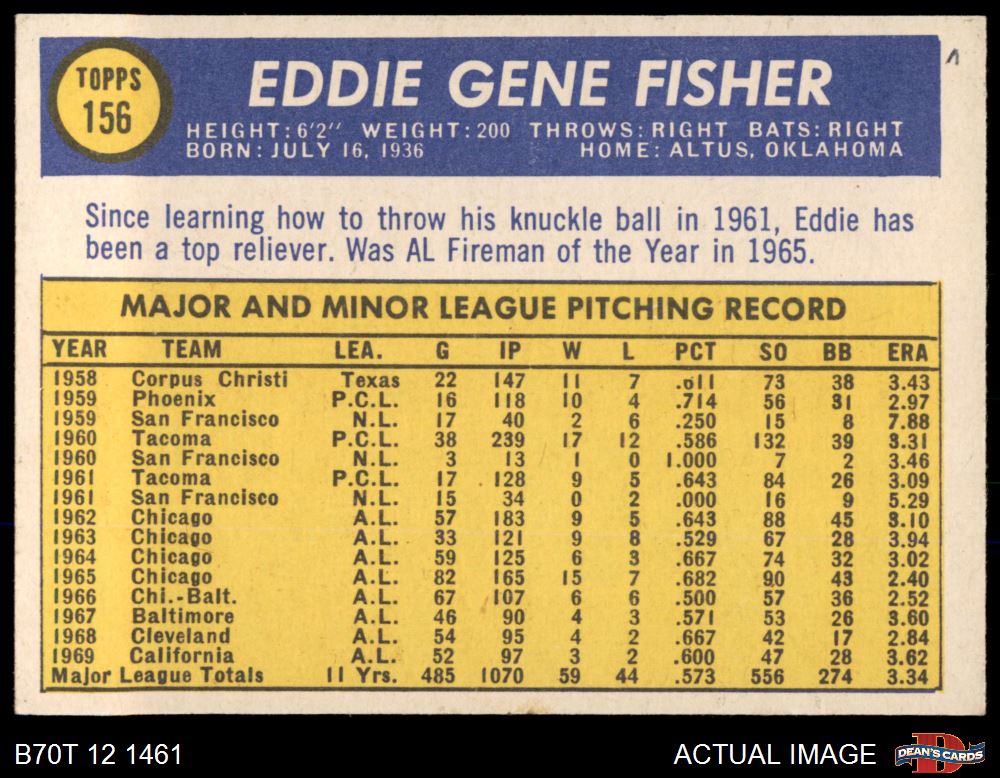 TOPPS
156
EDDIE GENE FISHER
HEIGHT: 6'2" WEIGHT: 200 THROWS: RIGHT BATS: RIGHT
BORN: JULY 16, 1936 HOME: ALTUS, OKLAHOMA
Since learning how to throw his knuckle ball in 1961, Eddie has
been a top reliever. Was AL Fireman of the Year in 1965.
MAJOR AND MINOR LEAGUE PITCHING RECORD
YEAR TEAM LEA. G IP W L PCT SO BB ERA
1958 Corpus Christi Texas 22 147 11 7 .611 73 38 3.43
1959 Phoenix P.C.L. 16 118 10 4 .714 56 31 2.97
1959 San Francisco N.L. 17 40 2 6 .250 15 8 7.88
1960 Tacoma P.C.L. 38 239 17 12 .586 132 39 3.31
1960 San Francisco N.L. 3 13 1 0 1.000 7 2 3.46
1961 Tacoma P.C.L. 17 128 9 5 .643 84 26 3.09
1961 San Francisco N.L. 15 34 0 2 .000 16 9 5.29
1962 Chicago A.L. 57 183 9 5 .643 88 45 3.10
1963 Chicago A.L. 33 121 9 8 .529 67 28 3.94
1964 Chicago A.L. 59 125 6 3 .667 74 32 3.02
1965 Chicago A.L. 82 165 15 7 .682 90 43 2.40
1966 Chi.-Balt. A.L. 67 107 6 6 .500 57 36 2.52
1967 Baltimore A.L. 46 90 4 3 .571 53 26 3.60
1968 Cleveland A.L. 54 95 4 2 .667 42 17 2.84
1969 California A.L. 52 97 3 2 .600 47 28 3.62
Major League Totals 11 Yrs. 485 1070 59 44 .573 556 274 3.34
B70T 12 1461 ACTUAL IMAGE
DEAN'S CARDS